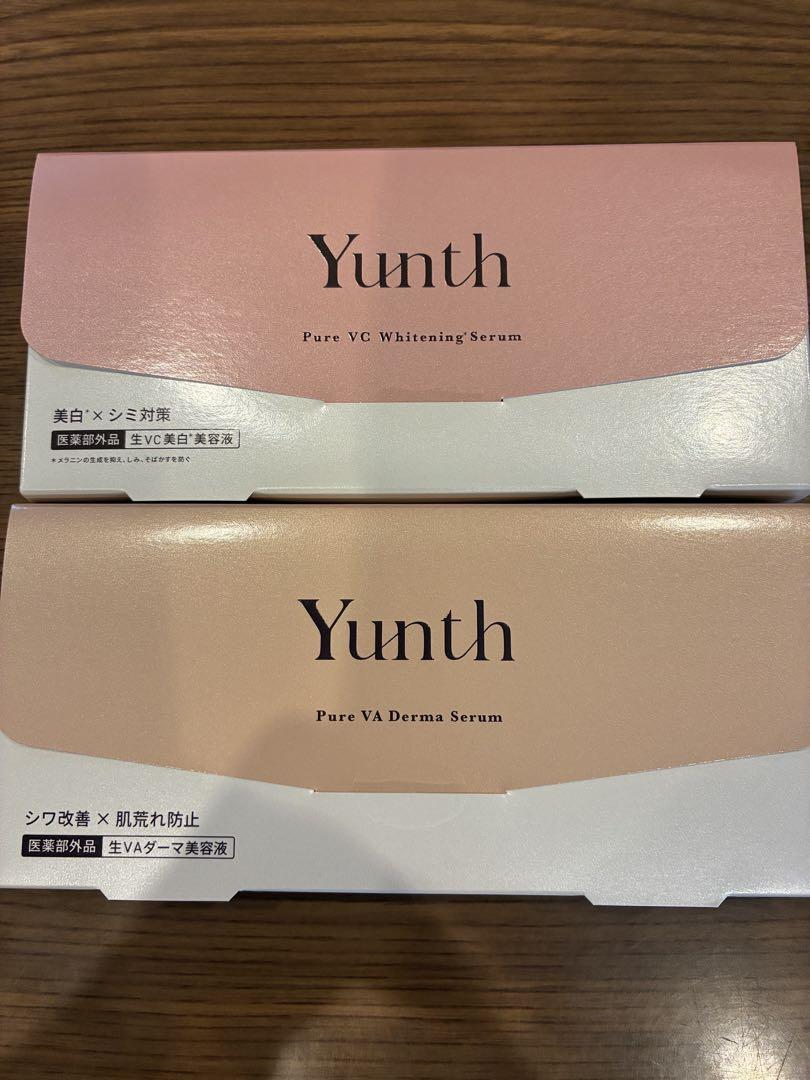 Yunth
Pure VC Whitening*Serum
美白*×シミ対策
医薬部外品 生VC美白*美容液
*メラニンの生成を抑え、しみ、そばかすを防ぐ
Yunth
Pure VA Derma Serum
シワ改善×肌荒れ防止
医薬部外品 生VAダーマ美容液